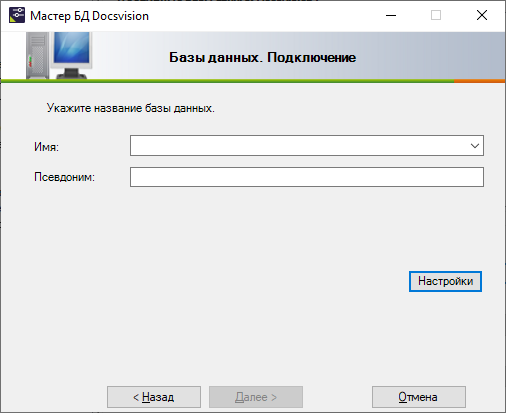 Мастер БД Docsvision
Базы данных. Подключение
Укажите название базы данных.
Имя:
Псевдоним:
Настройки
< Назад
Далее >
Отмена